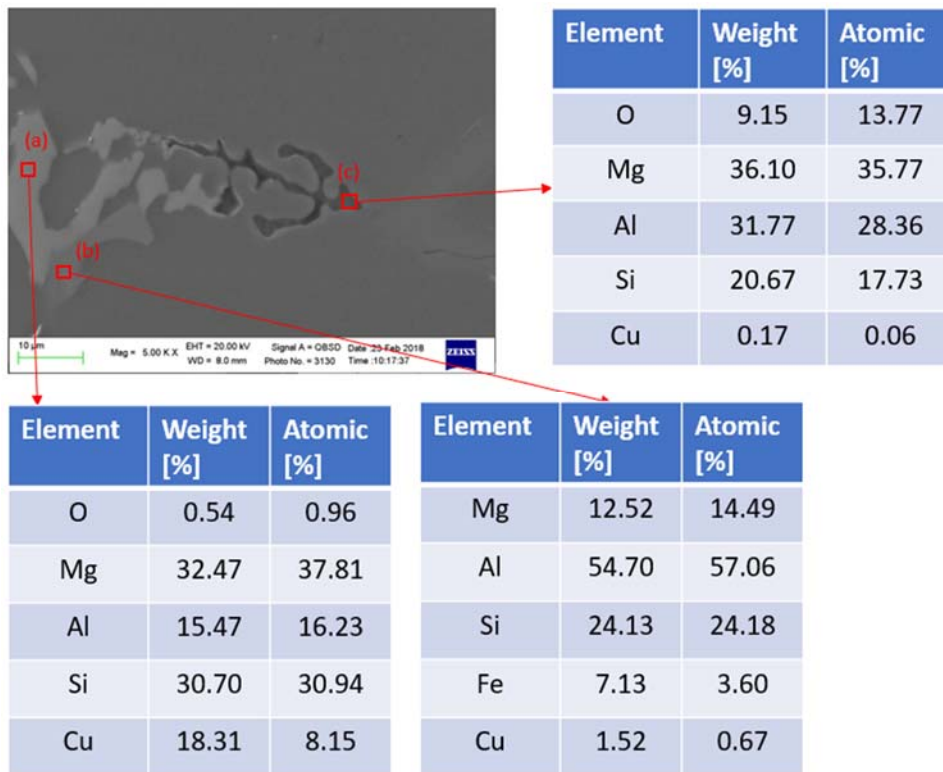 Element Weight [%] Atomic [%]
O 9.15 13.77
Mg 36.10 35.77
Al 31.77 28.36
Si 20.67 17.73
Cu 0.17 0.06
(a)
(c)
(b)
10 µm
Mag = 5.00 K X EHT = 20.00 kV Signal A = QBSD Date :23 Feb 2018
WD = 8.0 mm Photo No. = 3130 Time :10:17:37
ZEISS
Element Weight [%] Atomic [%]
O 0.54 0.96
Mg 32.47 37.81
Al 15.47 16.23
Si 30.70 30.94
Cu 18.31 8.15
Element Weight [%] Atomic [%]
Mg 12.52 14.49
Al 54.70 57.06
Si 24.13 24.18
Fe 7.13 3.60
Cu 1.52 0.67